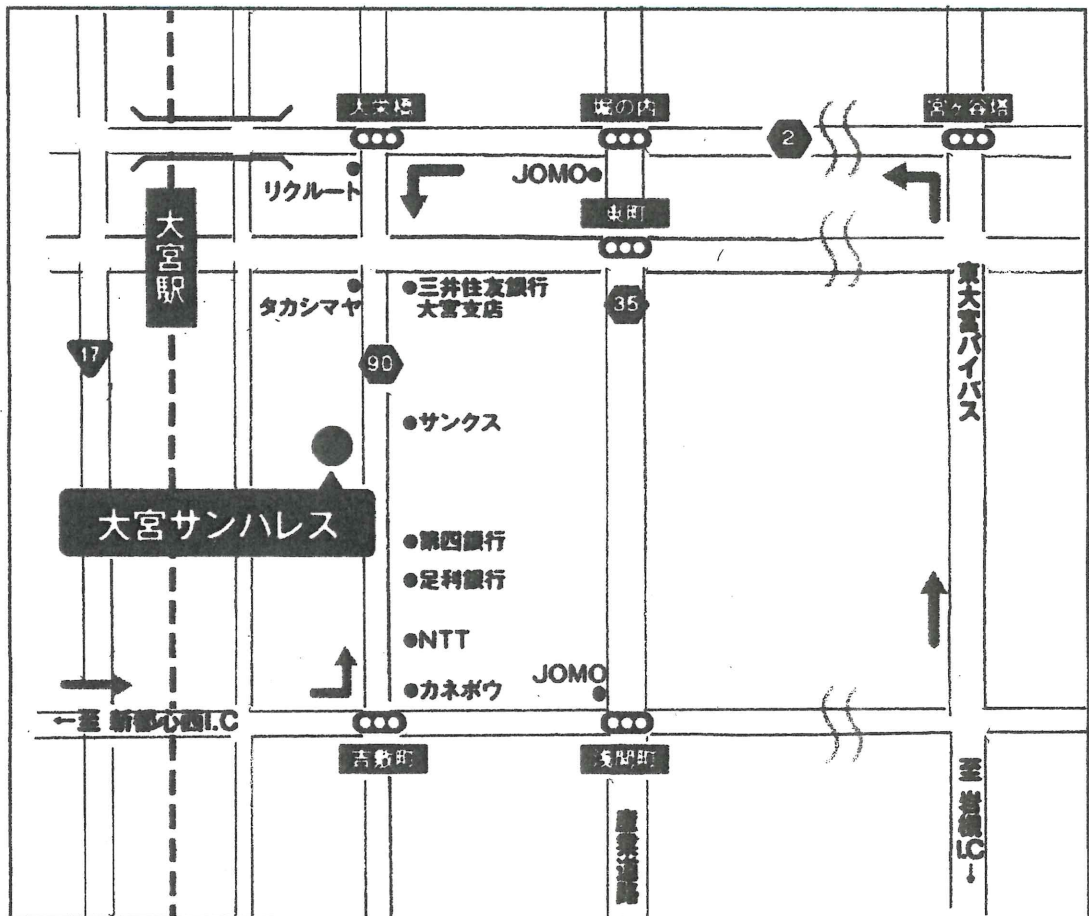 大栄橋
堀の内
宮ヶ谷塔
2
リクルート
JOMO
東町
大宮駅
タカシマヤ
三井住友銀行
大宮支店
35
17
90
東大宮バイパス
サンクス
大宮サンパレス
第四銀行
足利銀行
NTT
JOMO
カネボウ
←至 新都心西I.C
吉敷町
浅間町
産業道路
至 岩槻I.C→